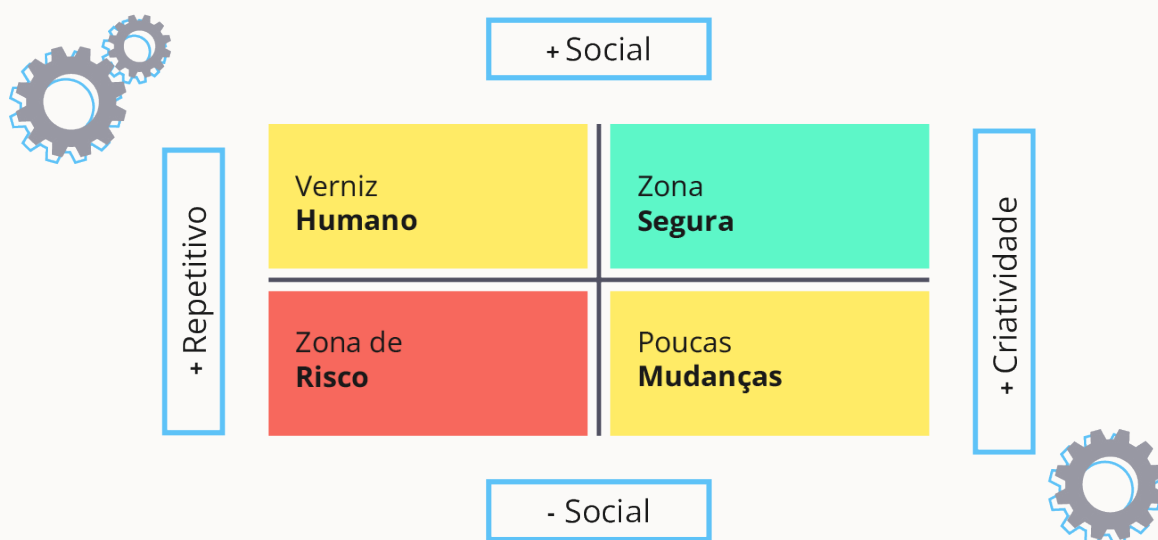 + Social
+ Repetitivo
Verniz
Humano
Zona
Segura
+ Criatividade
Zona de
Risco
Poucas
Mudanças
- Social